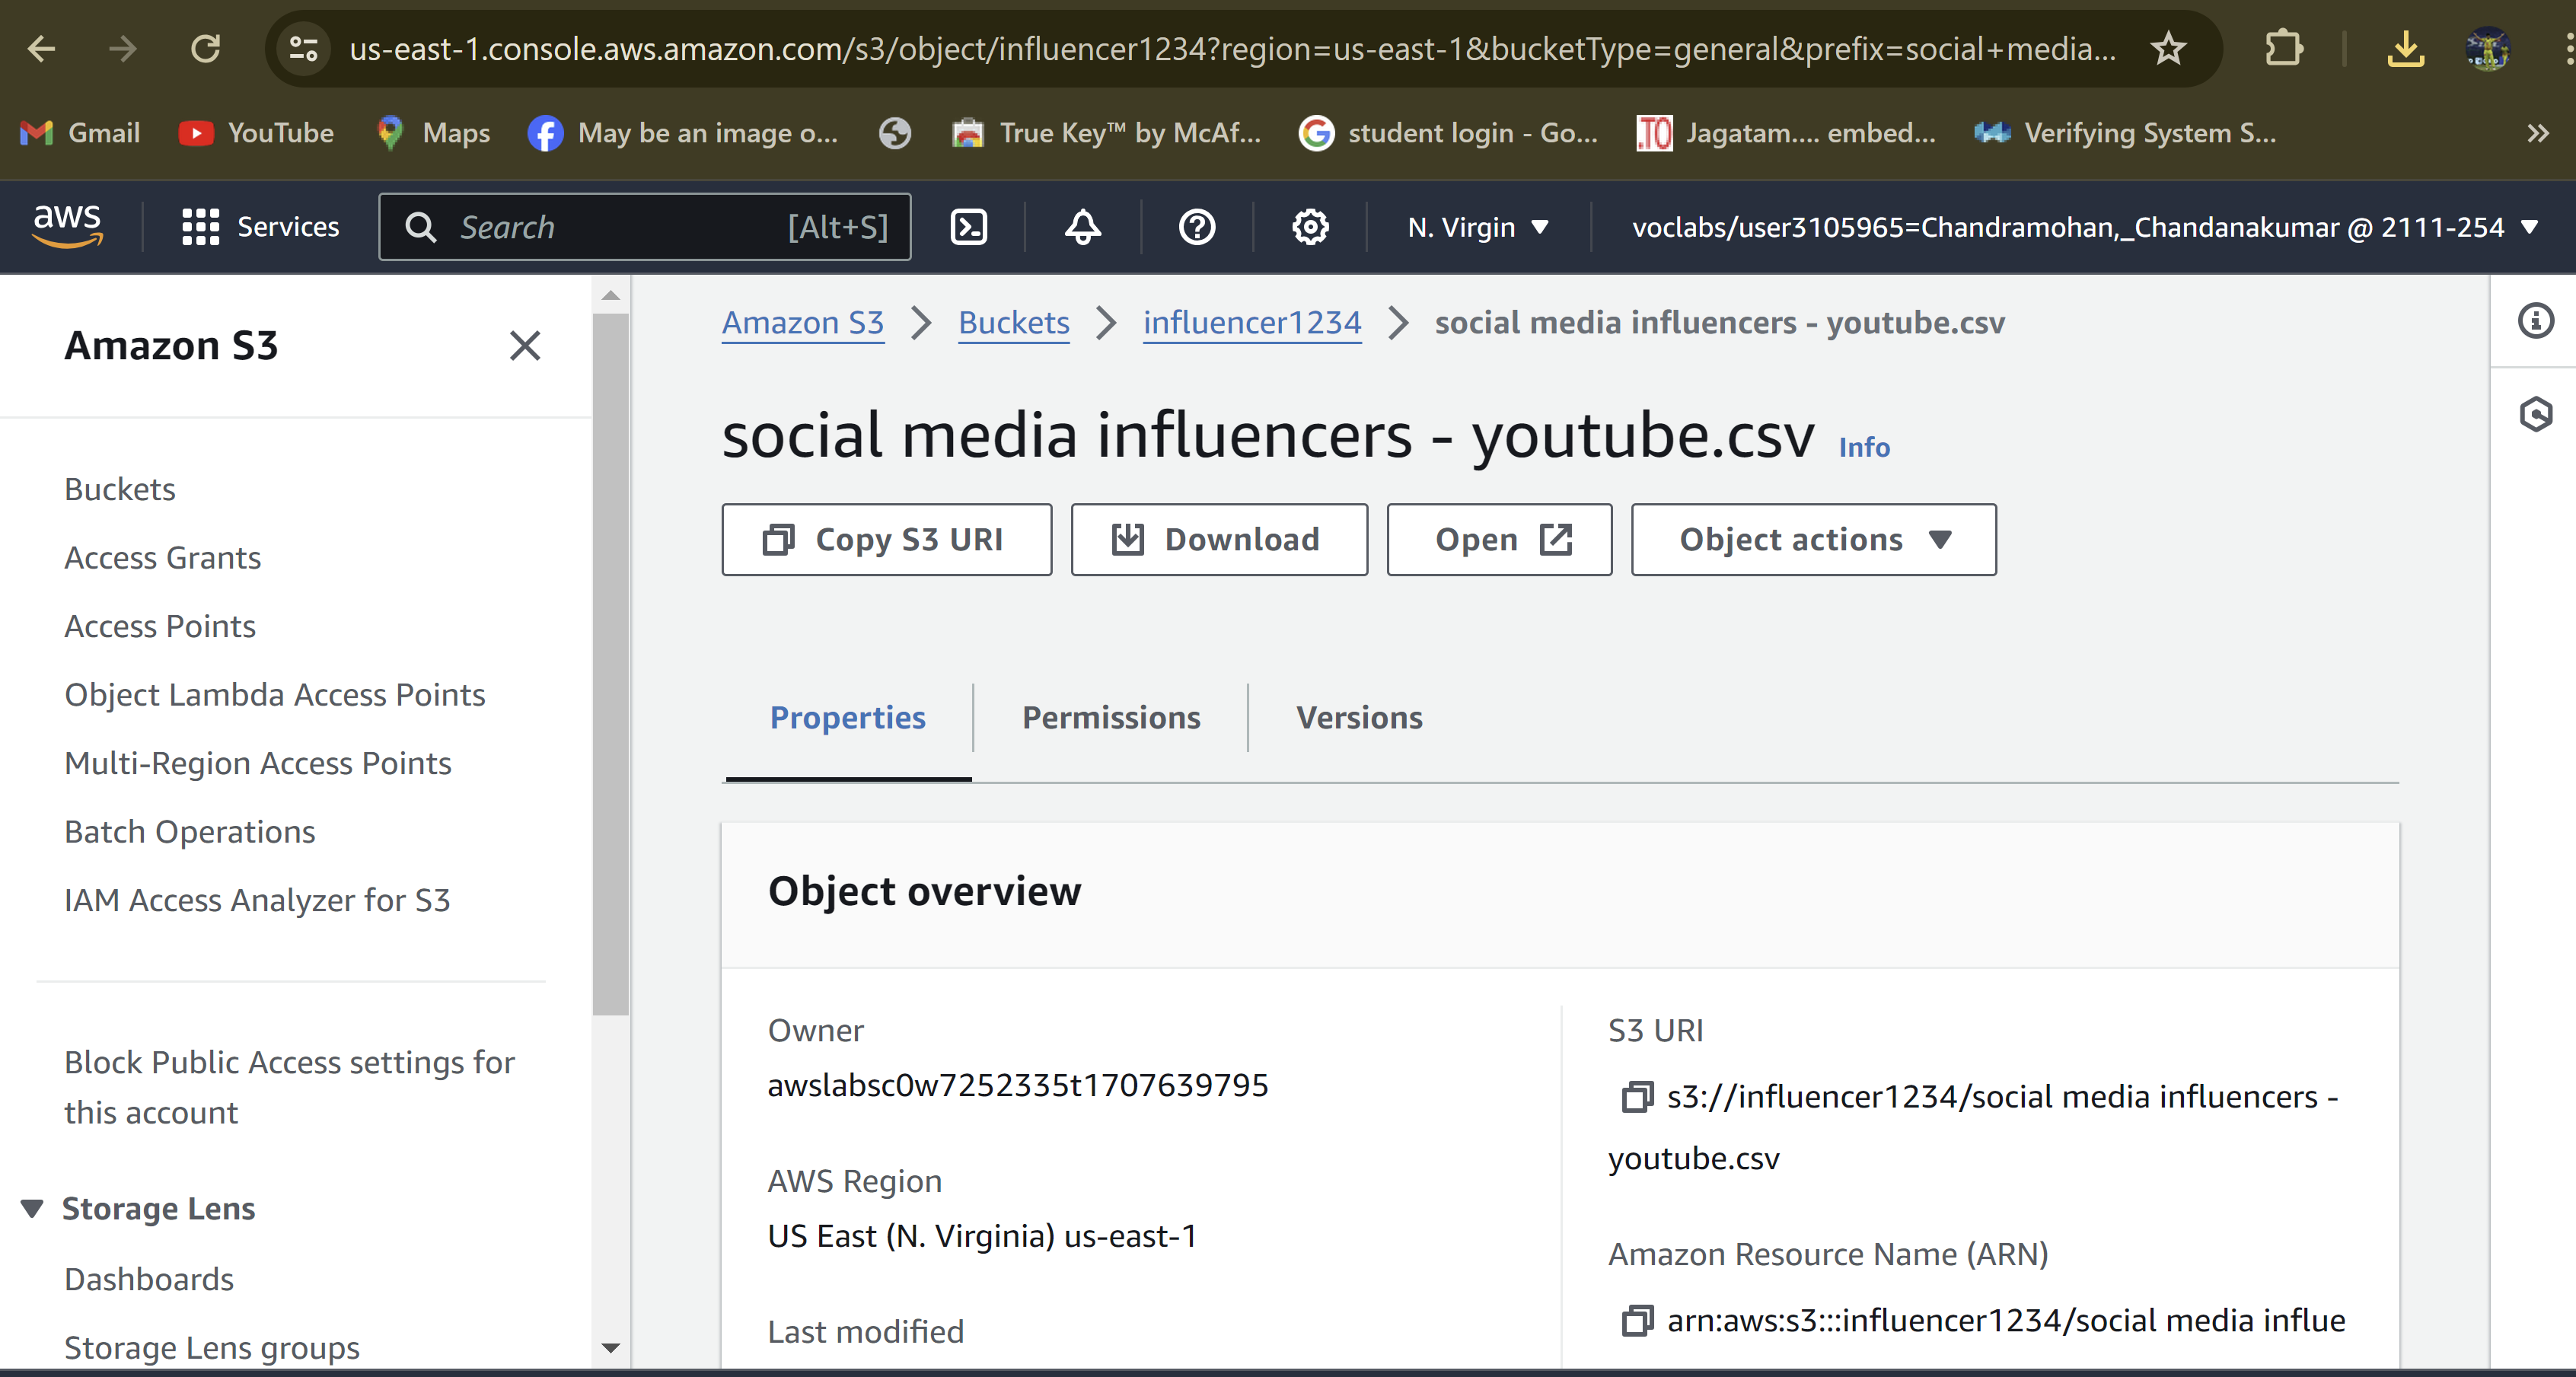 us-east-1.console.aws.amazon.com/s3/object/influencer1234?region=us-east-1&bucketType=general&prefix=social+media...
Gmail
YouTube
Maps
May be an image o...
True Key™ by McAf...
student login - Go...
.TO
Jagatam.... embed...
Verifying System S...
aws
Services
Search
[Alt+S]
N. Virgin
voclabs/user3105965=Chandramohan,_Chandanakumar @ 2111-254
Amazon S3
Buckets
Access Grants
Access Points
Object Lambda Access Points
Multi-Region Access Points
Batch Operations
IAM Access Analyzer for S3
Block Public Access settings for
this account
Storage Lens
Dashboards
Storage Lens groups
Amazon S3
Buckets
influencer1234
social media influencers - youtube.csv
social media influencers - youtube.csv
Info
Copy S3 URI
Download
Open
Object actions
Properties
Permissions
Versions
Object overview
Owner
awslabsc0w7252335t1707639795
AWS Region
US East (N. Virginia) us-east-1
Last modified
S3 URI
s3://influencer1234/social media influencers -
youtube.csv
Amazon Resource Name (ARN)
arn:aws:s3:::influencer1234/social media influe